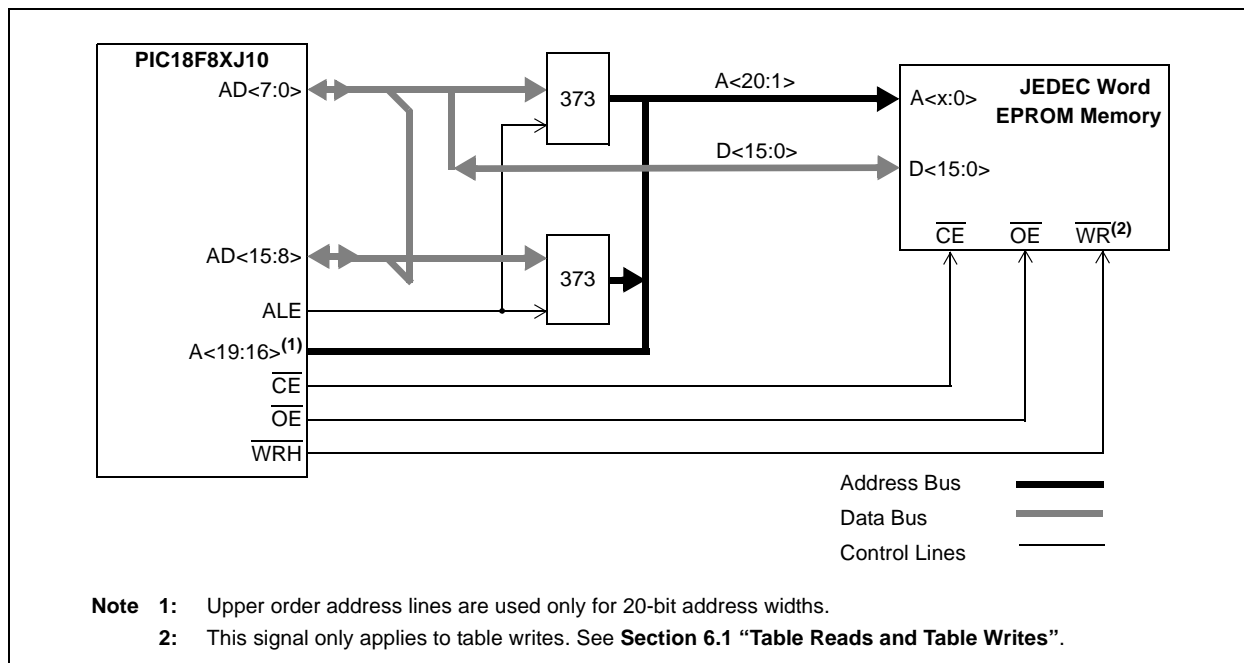 PIC18F8XJ10
AD<7:0>
373
A<20:1>
A<x:0>
JEDEC Word
EPROM Memory
D<15:0>
D<15:0>
CE
OE
WR(2)
AD<15:8>
373
ALE
A<19:16>(1)
CE
OE
WRH
Address Bus
Data Bus
Control Lines
Note 1: Upper order address lines are used only for 20-bit address widths.
2: This signal only applies to table writes. See Section 6.1 “Table Reads and Table Writes”.